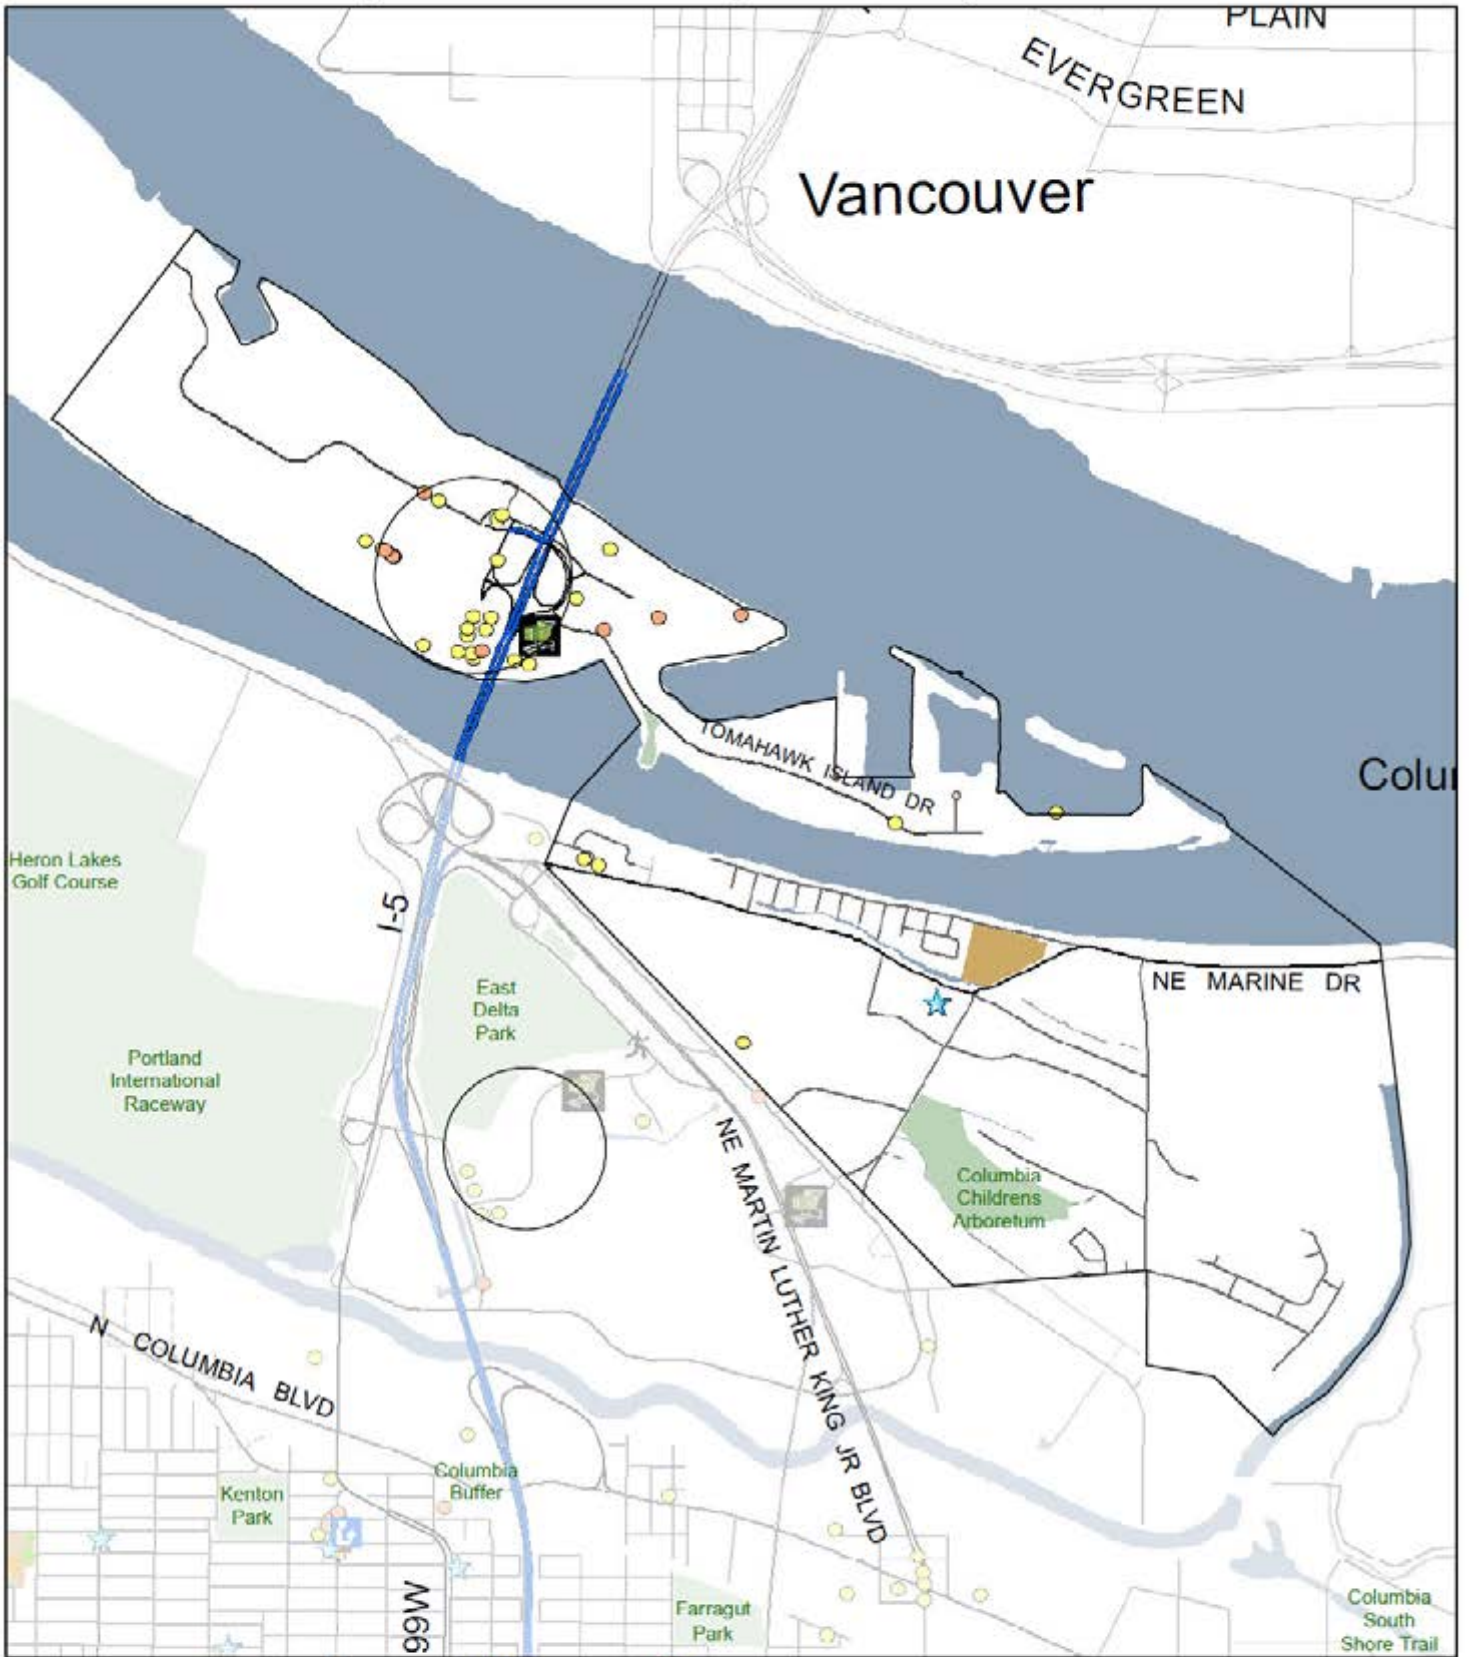 PLAIN
EVERGREEN
Vancouver
TOMAHAWK ISLAND DR
Colu
Heron Lakes
Golf Course
I-5
East
Delta
Park
NE MARINE DR
Portland
International
Raceway
NE MARTIN LUTHER KING JR BLVD
Columbia
Childrens
Arboretum
N COLUMBIA BLVD
Columbia
Buffer
Kenton
Park
99W
Farragut
Park
Columbia
South
Shore Trail